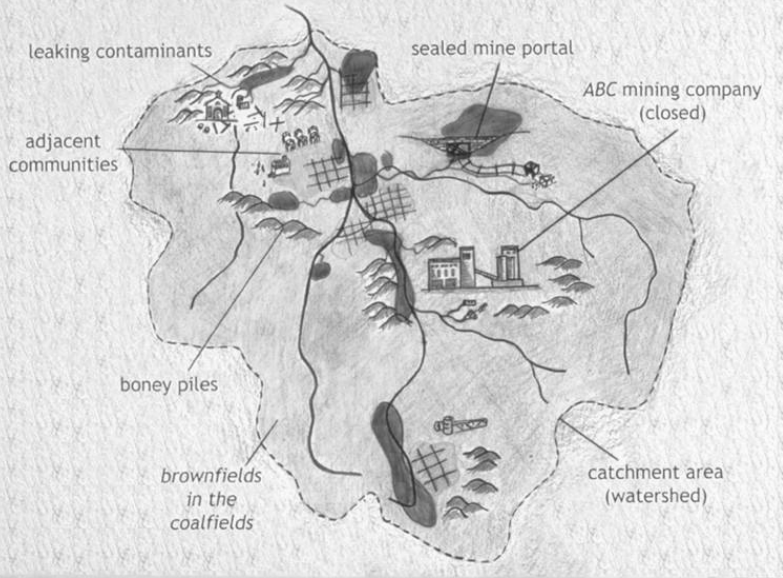 leaking contaminants
sealed mine portal
ABC mining company
(closed)
adjacent
communities
boney piles
brownfields
in the
coalfields
catchment area
(watershed)